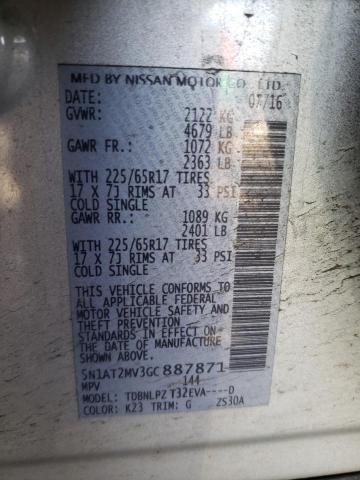 MFD BY NISSAN MOTOR CO., LTD.
DATE: 07/16
GVWR: 2122 KG
4679 LB
GAWR FR.: 1072 KG
2363 LB
WITH 225/65R17 TIRES
17 X 7J RIMS AT 33 PSI
COLD SINGLE
GAWR RR.: 1089 KG
2401 LB
WITH 225/65R17 TIRES
17 X 7J RIMS AT 33 PSI
COLD SINGLE
THIS VEHICLE CONFORMS TO
ALL APPLICABLE FEDERAL
MOTOR VEHICLE SAFETY AND
THEFT PREVENTION
STANDARDS IN EFFECT ON
THE DATE OF MANUFACTURE
SHOWN ABOVE.
5N1AT2MV3GC887871
MPV 144
MODEL: TDBNLPZ T32EVA----D
COLOR: K23 TRIM: G ZS30A